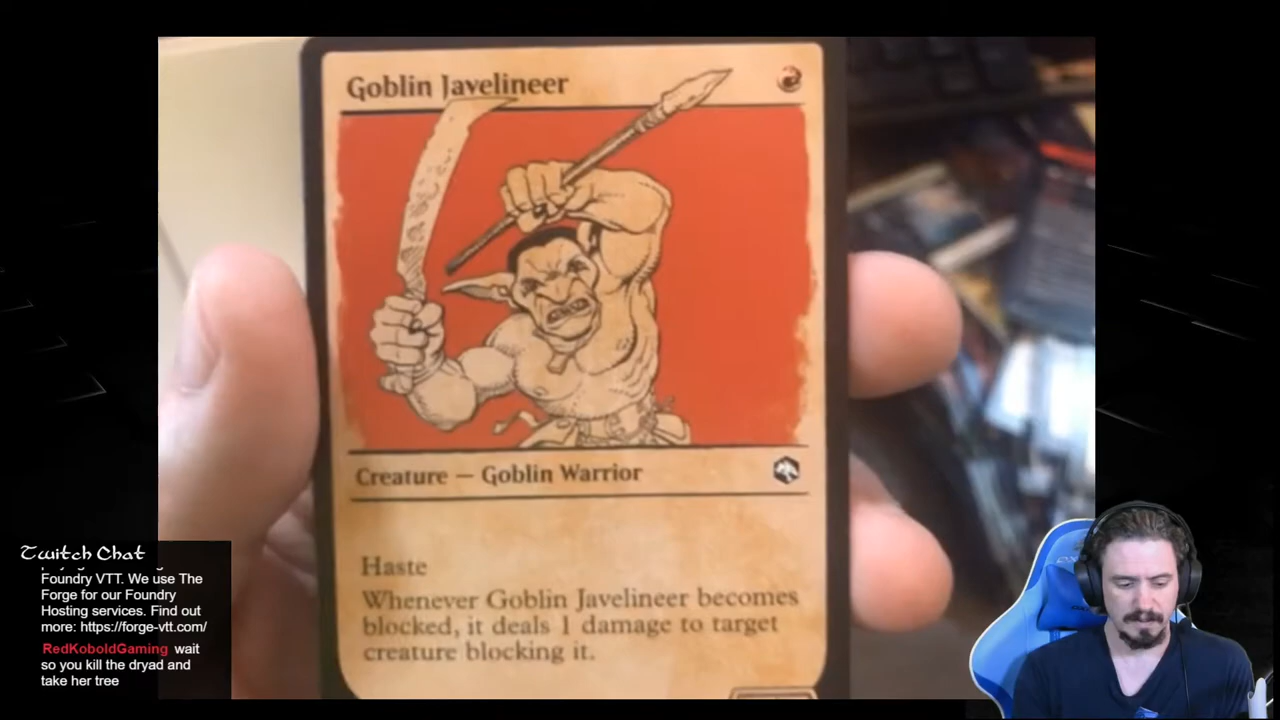 Goblin Javelineer
Creature — Goblin Warrior
Haste
Whenever Goblin Javelineer becomes
blocked, it deals 1 damage to target
creature blocking it.
Twitch Chat
Foundry VTT. We use The
Forge for our Foundry
Hosting services. Find out
more: https://forge-vtt.com/
RedKoboldGaming wait
so you kill the dryad and
take her tree